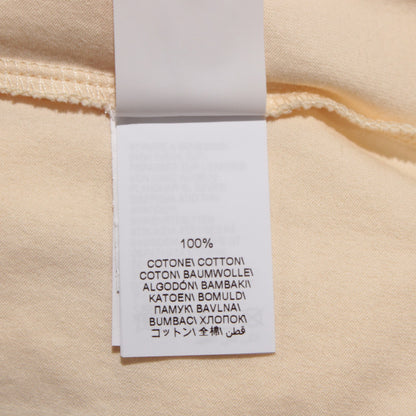 100%
COTONE\ COTTON\
COTON\ BAUMWOLLE\
ALGODÓN\ BAMBAKI\
KATOEN\ BOMULD\
ПАМУК\ BAVLNA\
BUMBAC\ ХЛОПОК\
コットン\ 全棉\ قطن